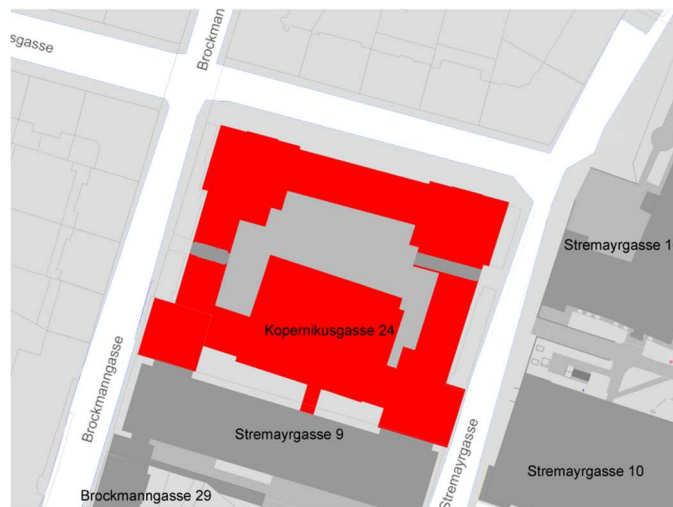 sgasse
Brockman
Stremayrgasse 1
Kopernikusgasse 24
Brockmanngasse
Stremayrgasse 9
Stremayrgasse
Stremayrgasse 10
Brockmanngasse 29